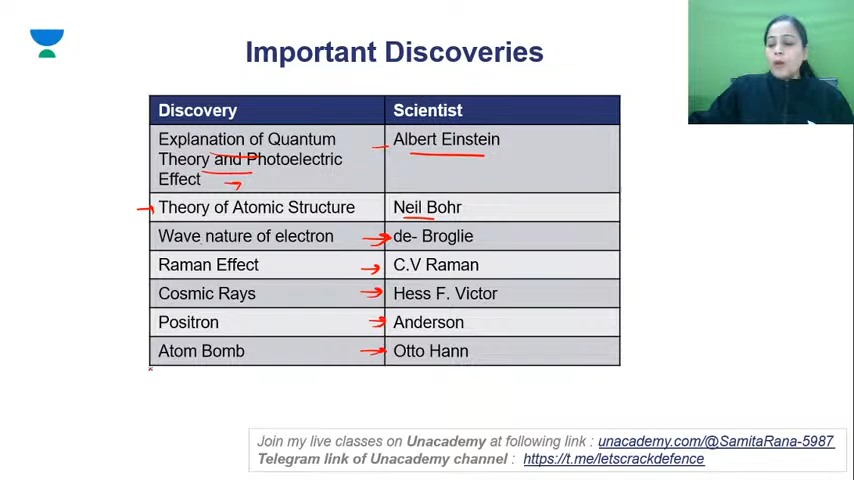 Important Discoveries
Discovery Scientist
Explanation of Quantum Albert Einstein
Theory and Photoelectric
Effect
Theory of Atomic Structure Neil Bohr
Wave nature of electron de- Broglie
Raman Effect C.V Raman
Cosmic Rays Hess F. Victor
Positron Anderson
Atom Bomb Otto Hann
Join my live classes on Unacademy at following link : unacademy.com/@SamitaRana-5987
Telegram link of Unacademy channel : https://t.me/letscrackdefence